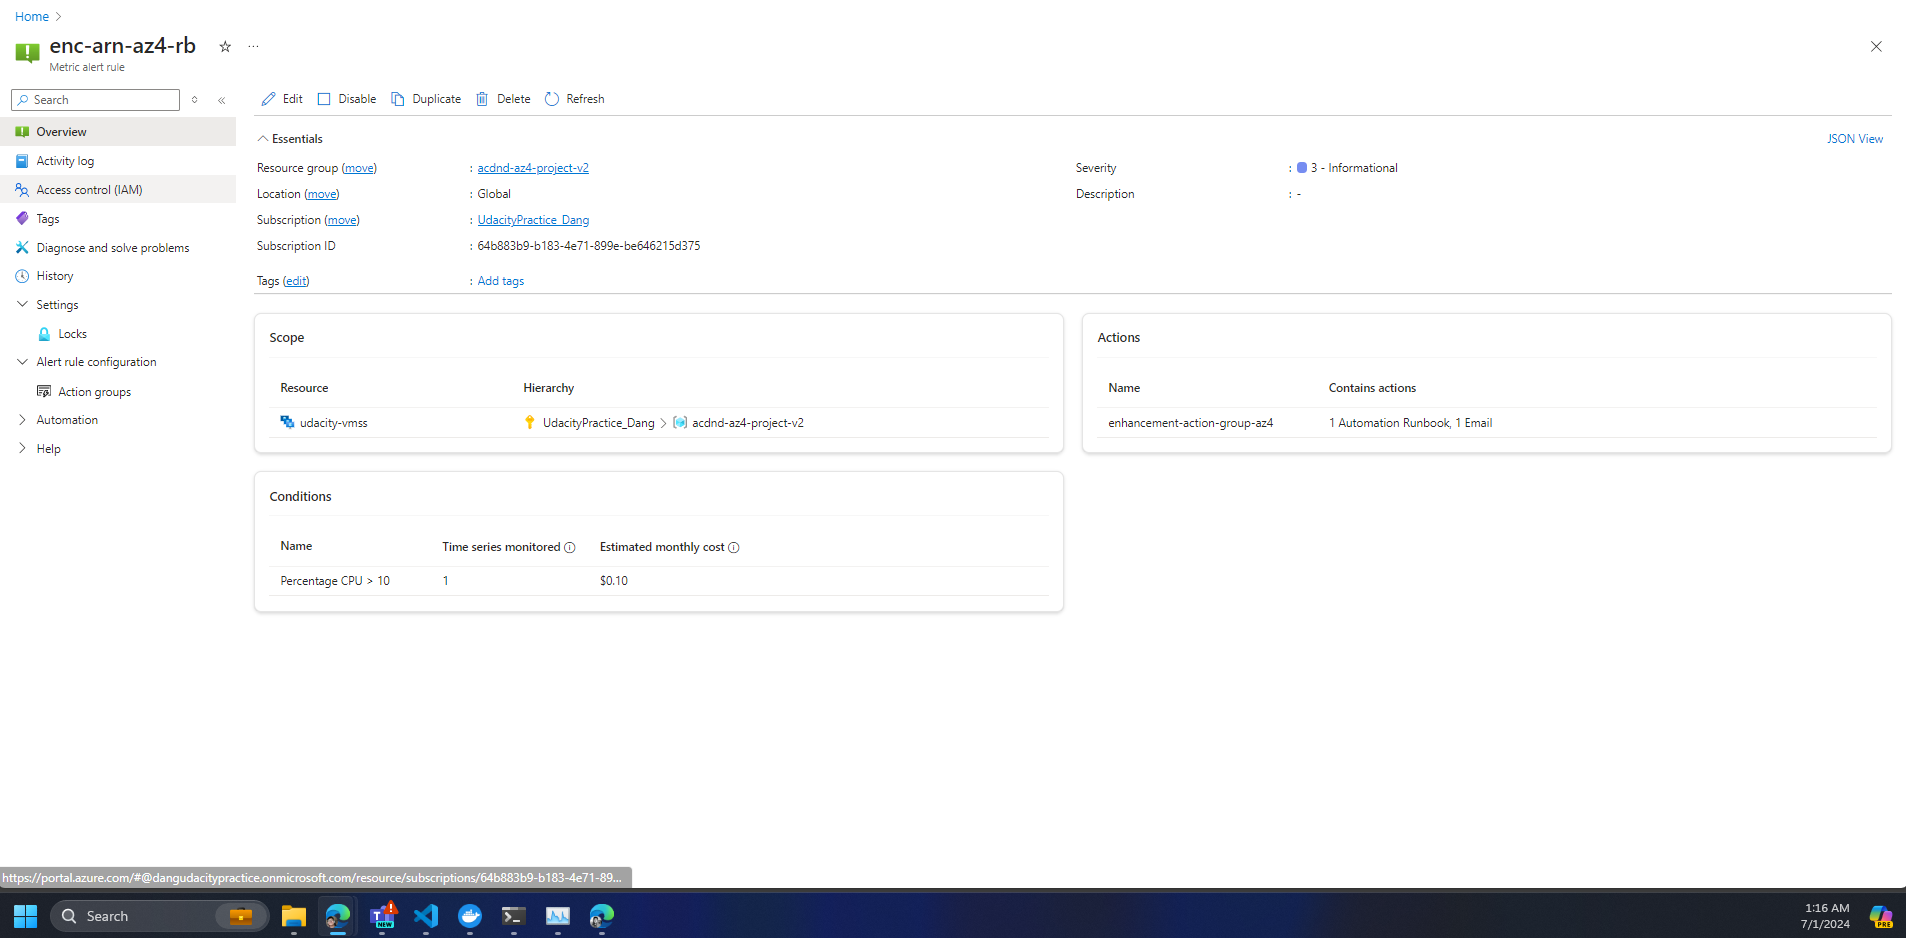 Home
enc-arn-az4-rb
Metric alert rule
Search
Edit Disable Duplicate Delete Refresh
Overview
Activity log
Access control (IAM)
Tags
Diagnose and solve problems
History
Settings
Locks
Alert rule configuration
Action groups
Automation
Help
Essentials
JSON View
Resource group (move) : acdnd-az4-project-v2
Location (move) : Global
Subscription (move) : UdacityPractice_Dang
Subscription ID : 64b883b9-b183-4e71-899e-be646215d375
Tags (edit) : Add tags
Severity : 3 - Informational
Description : -
Scope
Resource Hierarchy
udacity-vmss UdacityPractice_Dang > acdnd-az4-project-v2
Actions
Name Contains actions
enhancement-action-group-az4 1 Automation Runbook, 1 Email
Conditions
Name Time series monitored Estimated monthly cost
Percentage CPU > 10 1 $0.10
https://portal.azure.com/#@dangudacitypractice.onmicrosoft.com/resource/subscriptions/64b883b9-b183-4e71-89...
Search
NEW
1:16 AM
7/1/2024
PRE